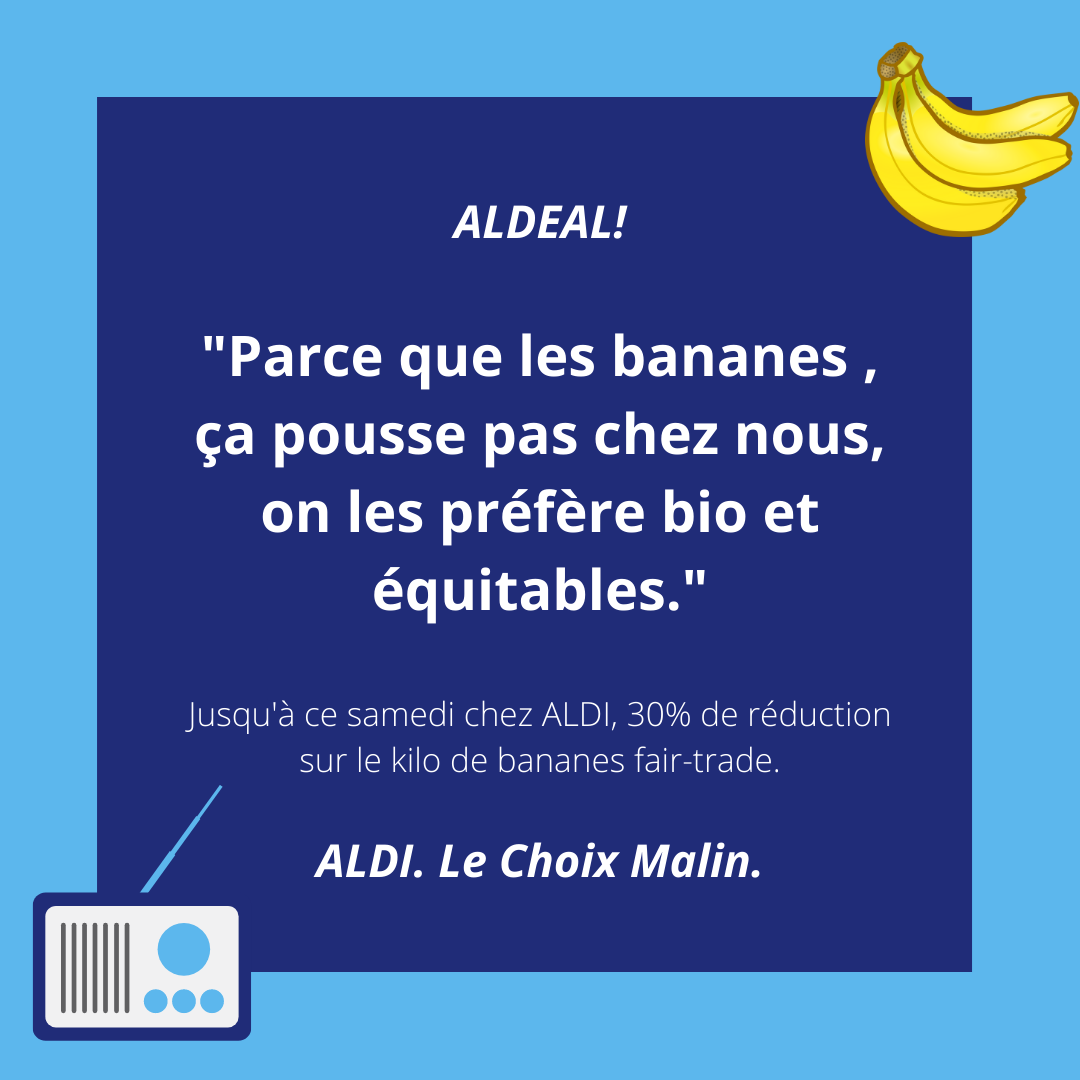 ALDEAL!
"Parce que les bananes ,
ça pousse pas chez nous,
on les préfère bio et
équitables."
Jusqu'à ce samedi chez ALDI, 30% de réduction
sur le kilo de bananes fair-trade.
ALDI. Le Choix Malin.